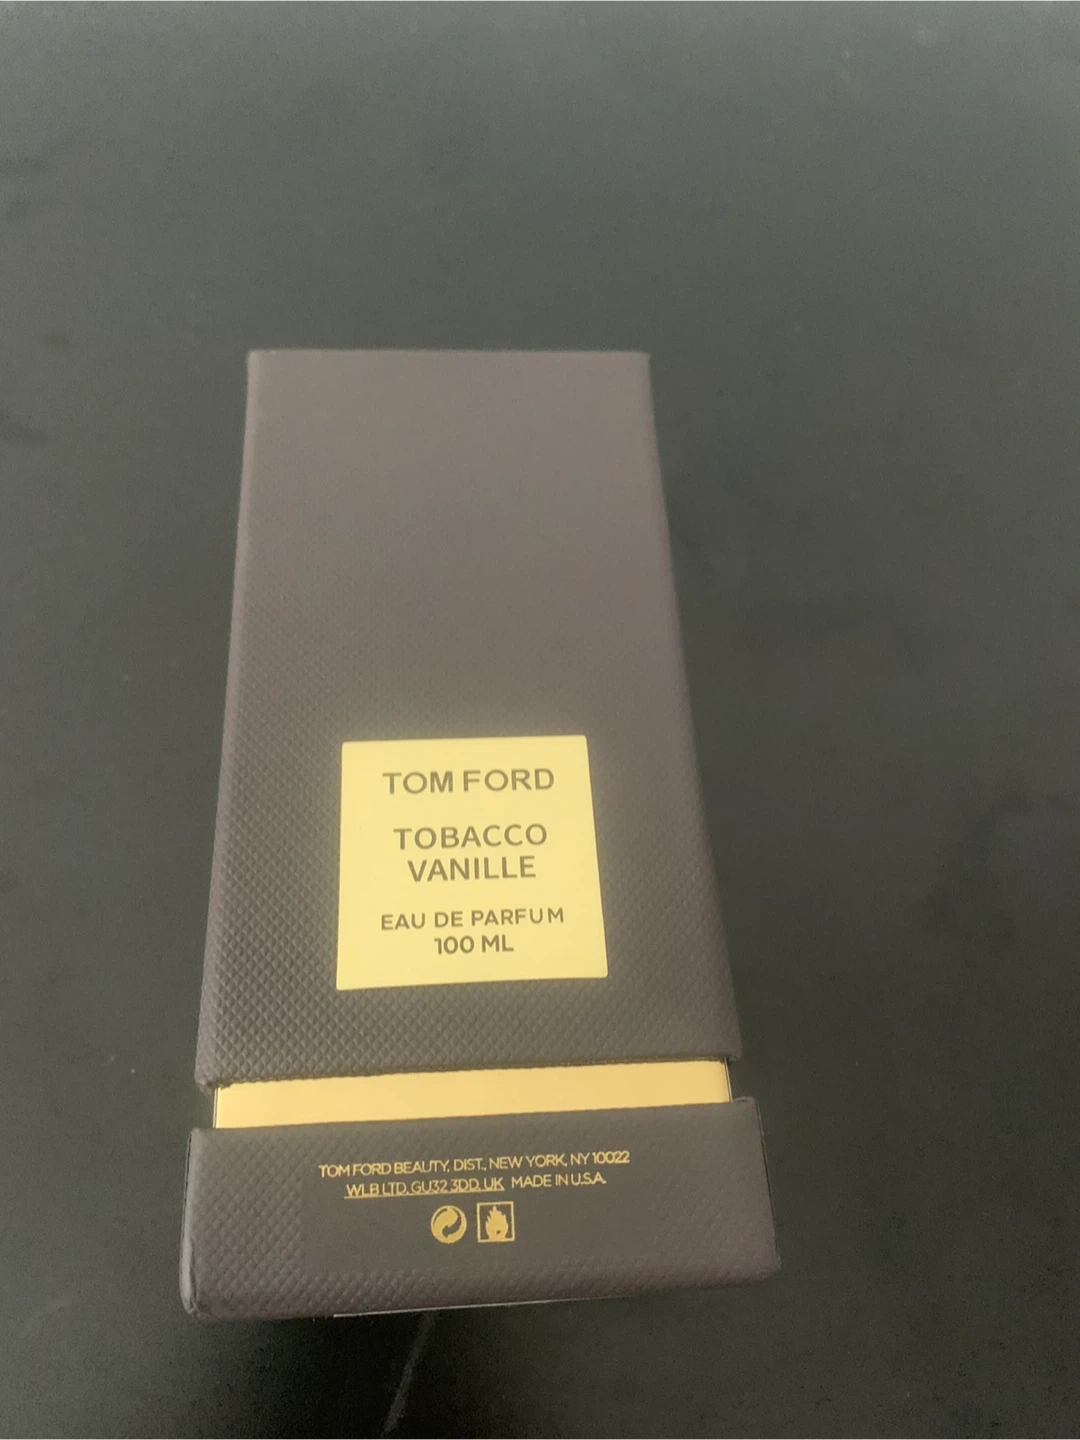 TOM FORD
TOBACCO
VANILLE
EAU DE PARFUM
100 ML
TOM FORD BEAUTY, DIST., NEW YORK, NY 10022
WLB LTD. GU32 3DD. UK MADE IN U.S.A.